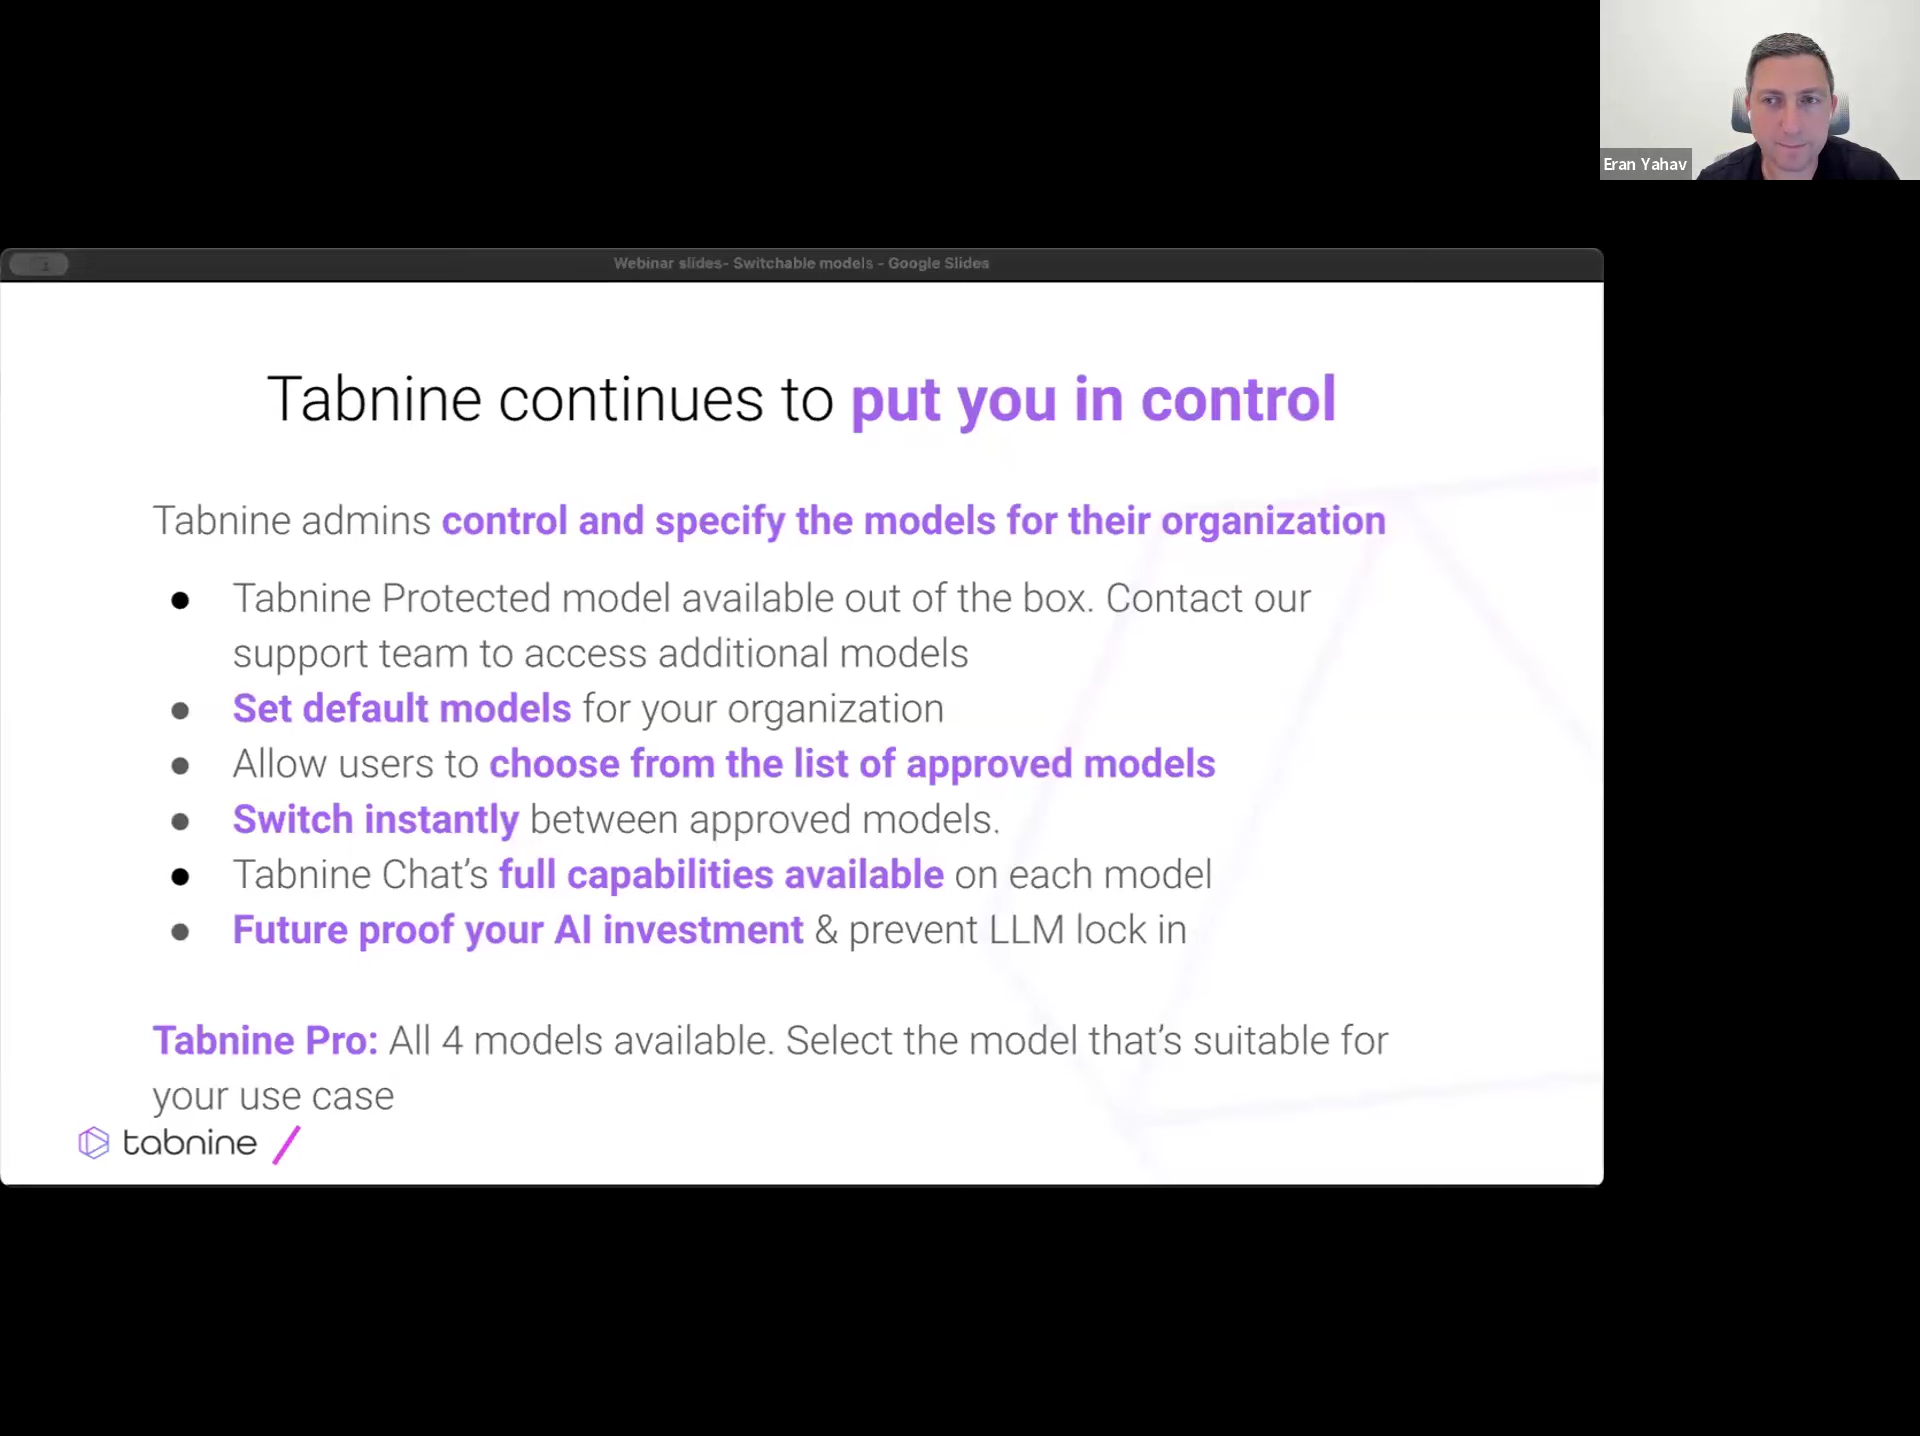 Eran Yahav
Webinar slides- Switchable models - Google Slides
Tabnine continues to put you in control
Tabnine admins control and specify the models for their organization
● Tabnine Protected model available out of the box. Contact our
support team to access additional models
● Set default models for your organization
● Allow users to choose from the list of approved models
● Switch instantly between approved models.
● Tabnine Chat’s full capabilities available on each model
● Future proof your AI investment & prevent LLM lock in
Tabnine Pro: All 4 models available. Select the model that’s suitable for
your use case
tabnine